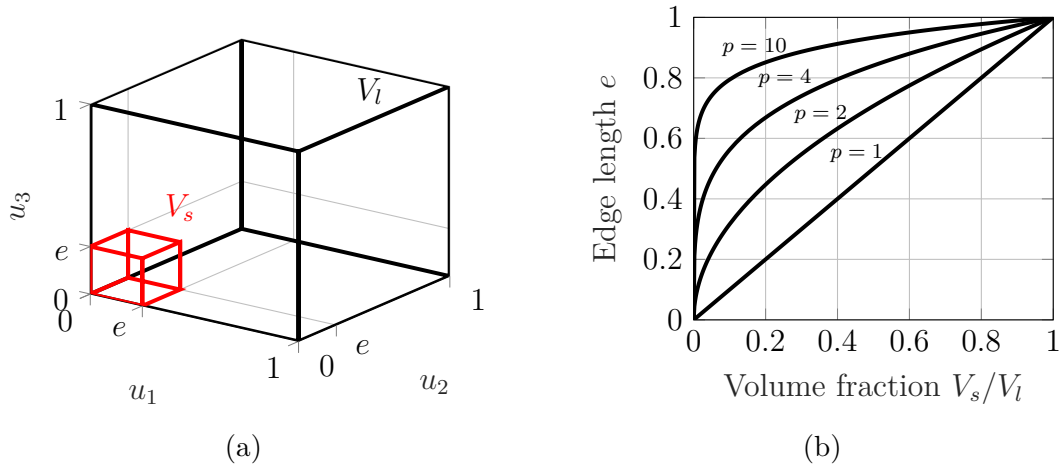 V_l
1
u_3
V_s
e
0
0
e
1
0
e
1
u_1
u_2
(a)
1
0.8
0.6
0.4
0.2
0
p = 10
p = 4
p = 2
p = 1
Edge length e
0 0.2 0.4 0.6 0.8 1
Volume fraction V_s/V_l
(b)